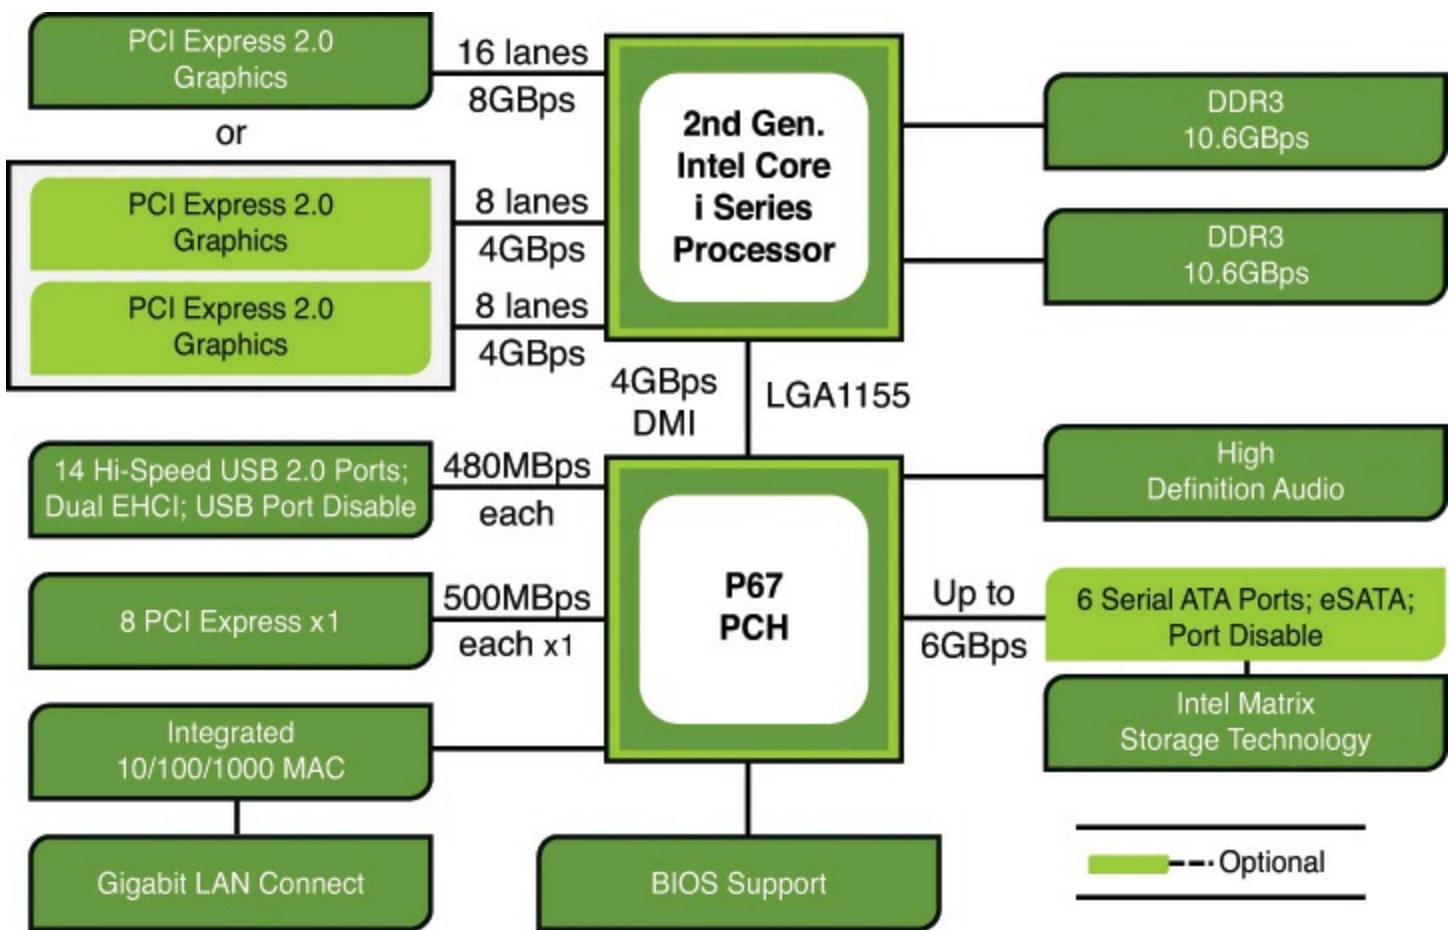 PCI Express 2.0
Graphics
16 lanes
8GBps
or
PCI Express 2.0
Graphics
8 lanes
4GBps
PCI Express 2.0
Graphics
8 lanes
4GBps
2nd Gen.
Intel Core
i Series
Processor
DDR3
10.6GBps
DDR3
10.6GBps
4GBps
DMI
LGA1155
14 Hi-Speed USB 2.0 Ports;
Dual EHCI; USB Port Disable
480MBps
each
8 PCI Express x1
500MBps
each x1
Integrated
10/100/1000 MAC
Gigabit LAN Connect
P67
PCH
High
Definition Audio
Up to
6GBps
6 Serial ATA Ports; eSATA;
Port Disable
Intel Matrix
Storage Technology
BIOS Support
Optional